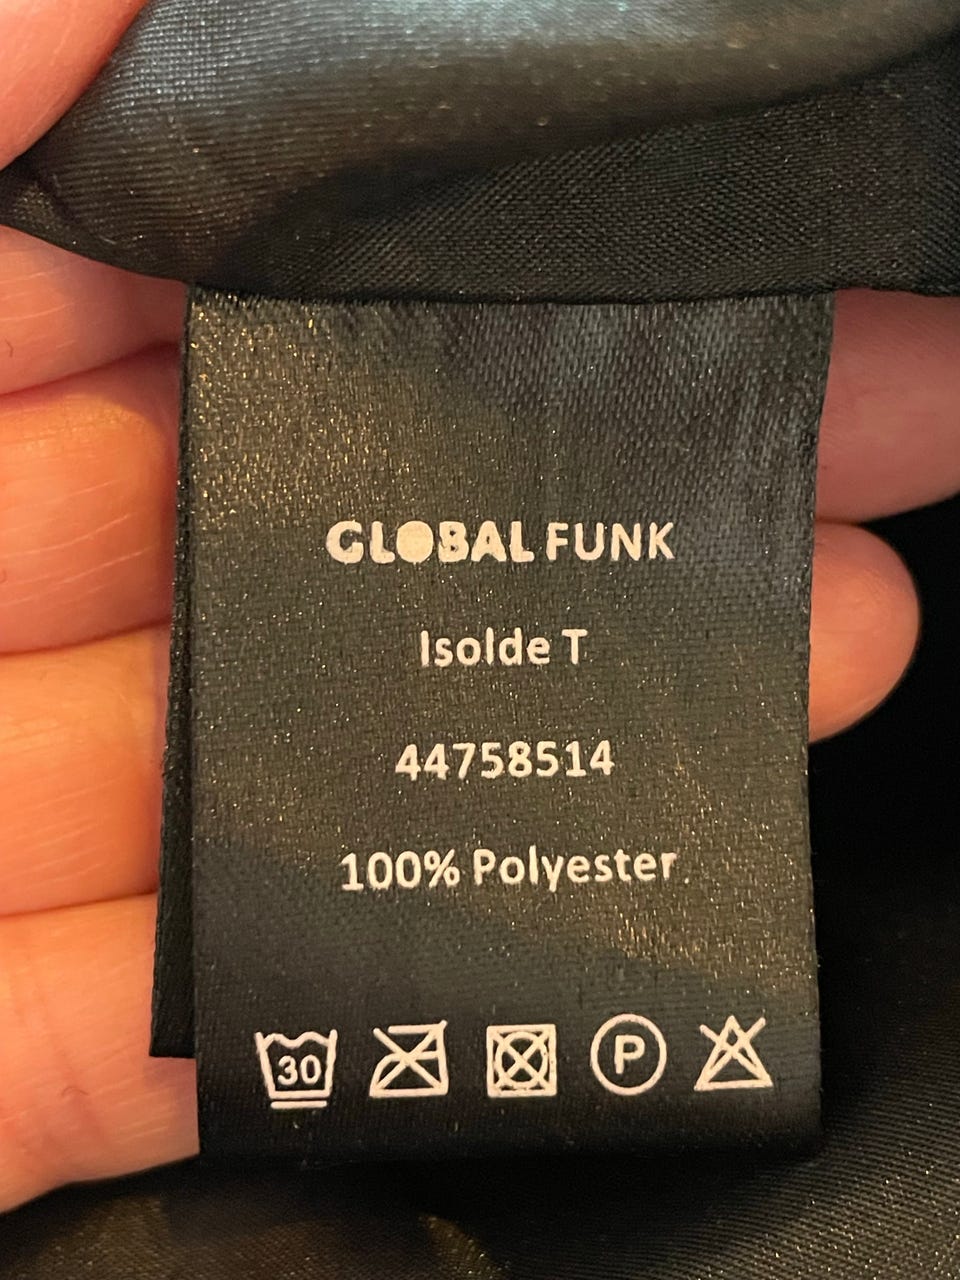 GLOBAL FUNK
Isolde T
44758514
100% Polyester
30 P